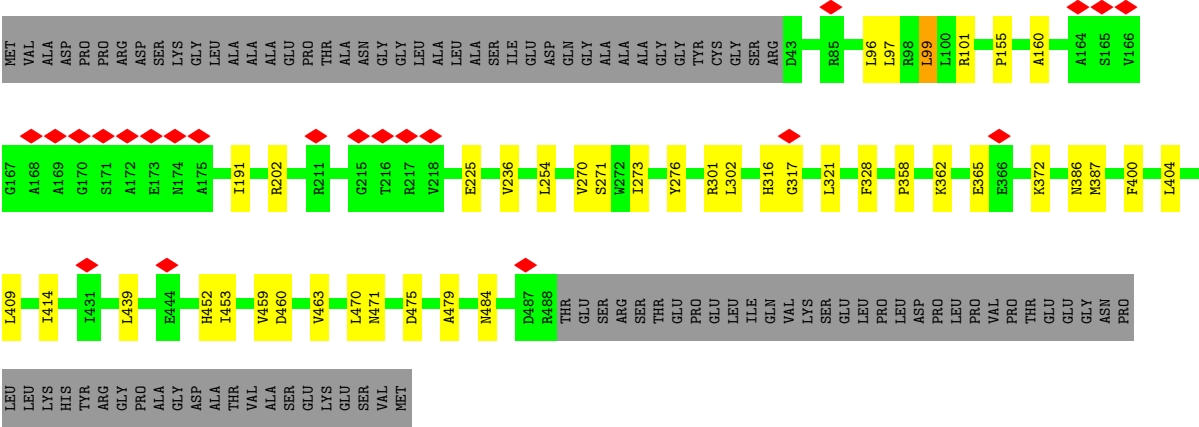 MET VAL ALA ASP PRO PRO ARG ASP SER LYS GLY LEU ALA ALA ALA GLU PRO THR ALA ASN GLY GLY LEU ALA LEU ALA SER ILE GLU ASP GLN GLY ALA ALA ALA GLY GLY TYR CYS GLY SER ARG D43 R85 L96 L97 R98 L99 L100 R101 P155 A160 A164 S165 V166
G167 A168 A169 G170 S171 A172 E173 N174 A175 I191 R202 R211 G215 T216 R217 V218 E225 V236 L254 V270 S271 W272 I273 Y276 R301 L302 H316 G317 L321 F328 P358 K362 E365 E366 K372 N386 M387 F400 L404
L409 I414 I431 L439 E444 H452 I453 V459 D460 V463 L470 N471 D475 A479 N484 D487 R488 THR GLU SER ARG SER THR GLU PRO GLU LEU ILE GLN VAL LYS SER GLU LEU PRO LEU ASP PRO LEU PRO VAL PRO THR GLU GLU GLY ASN PRO
LEU LEU LYS HIS TYR ARG GLY PRO ALA GLY ASP ALA THR VAL ALA SER GLU LYS GLU SER VAL MET